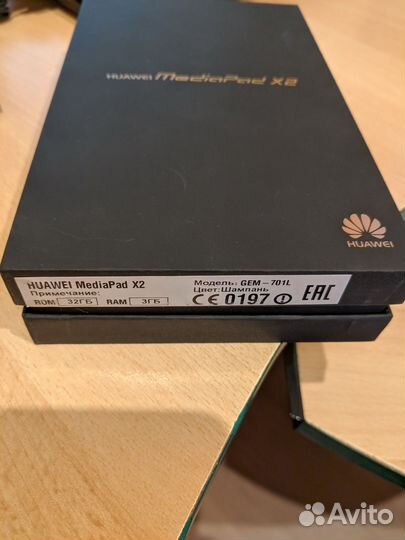 HUAWEI MediaPad X2
HUAWEI
HUAWEI MediaPad X2
Примечание:
ROM 32ГБ RAM 3ГБ
Модель: GEM-701L
Цвет: Шампань
CE 0197 EAC
Avito